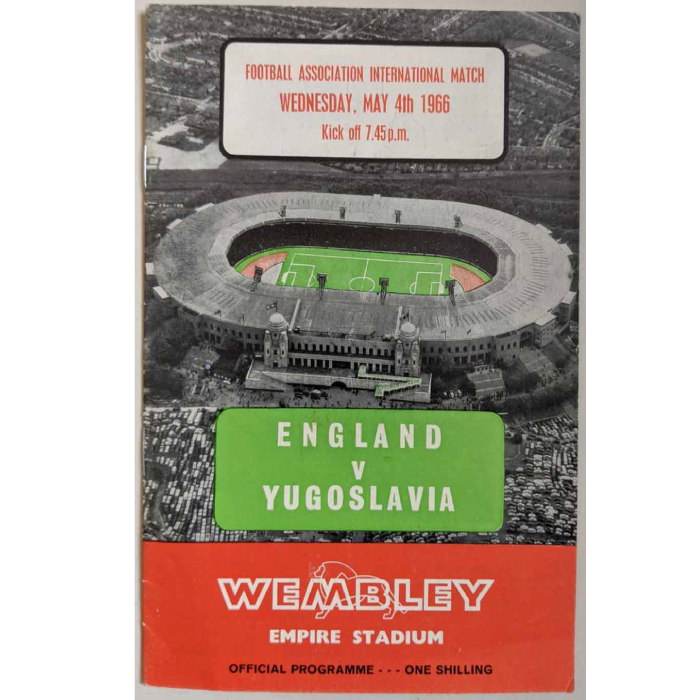 FOOTBALL ASSOCIATION INTERNATIONAL MATCH
WEDNESDAY, MAY 4th 1966
Kick off 7.45 p.m.
ENGLAND
V
YUGOSLAVIA
WEMBLEY
EMPIRE STADIUM
OFFICIAL PROGRAMME - - - ONE SHILLING